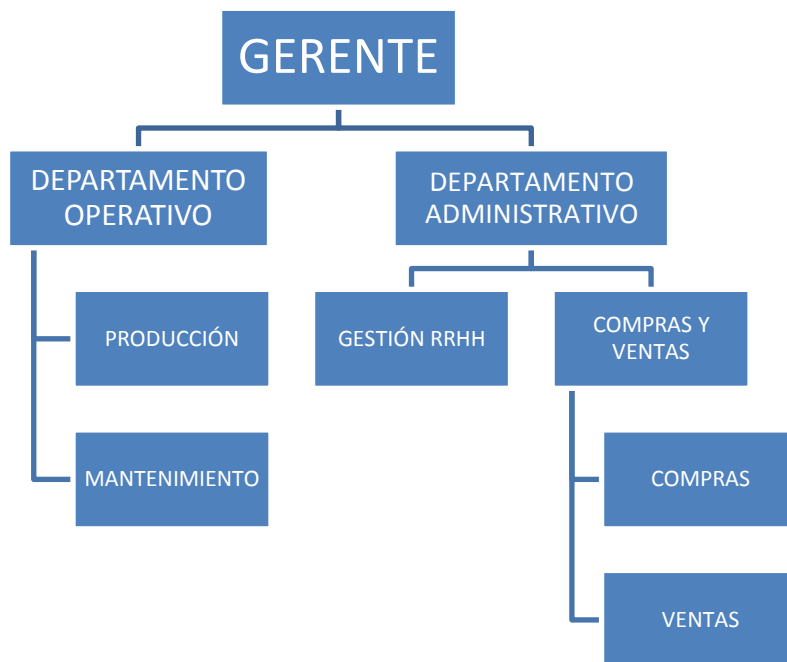 GERENTE
DEPARTAMENTO
OPERATIVO
DEPARTAMENTO
ADMINISTRATIVO
PRODUCCIÓN
GESTIÓN RRHH
COMPRAS Y
VENTAS
MANTENIMIENTO
COMPRAS
VENTAS